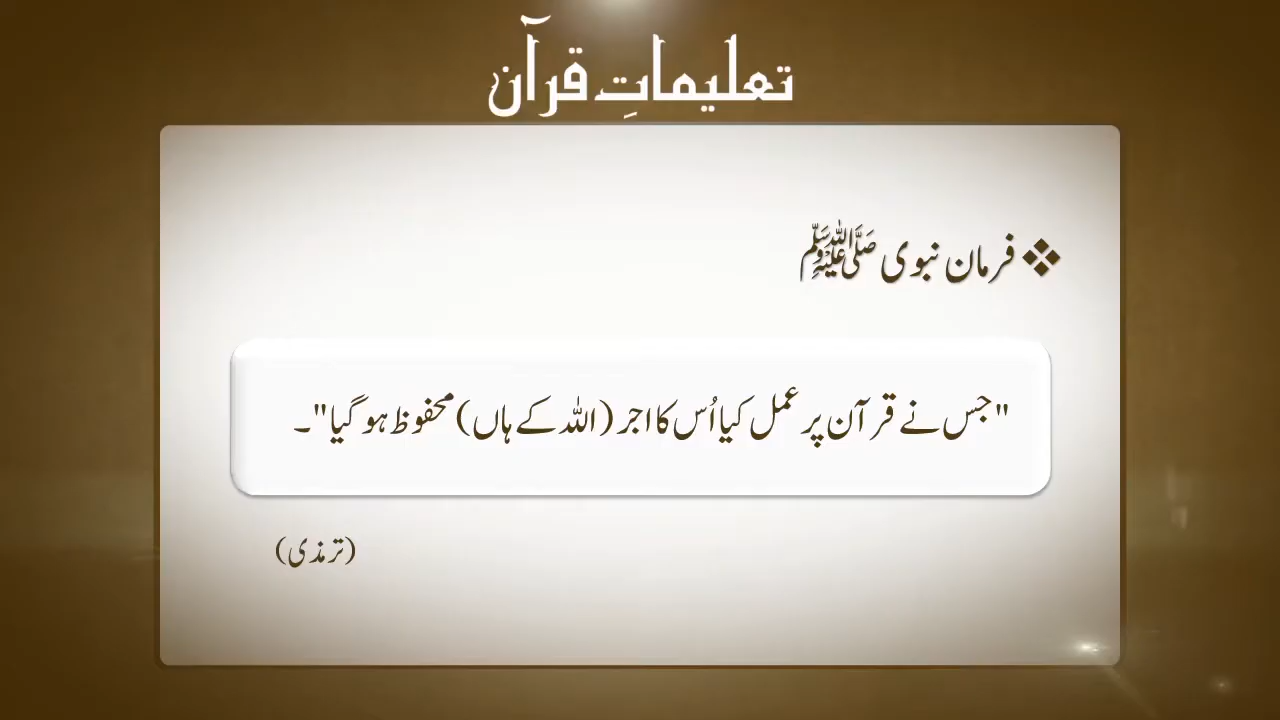 تعلیماتِ قرآن
❖ فرمان نبوی ﷺ
"جس نے قرآن پر عمل کیا اُس کا اجر (اللہ کے ہاں) محفوظ ہو گیا"۔
(ترمذی)